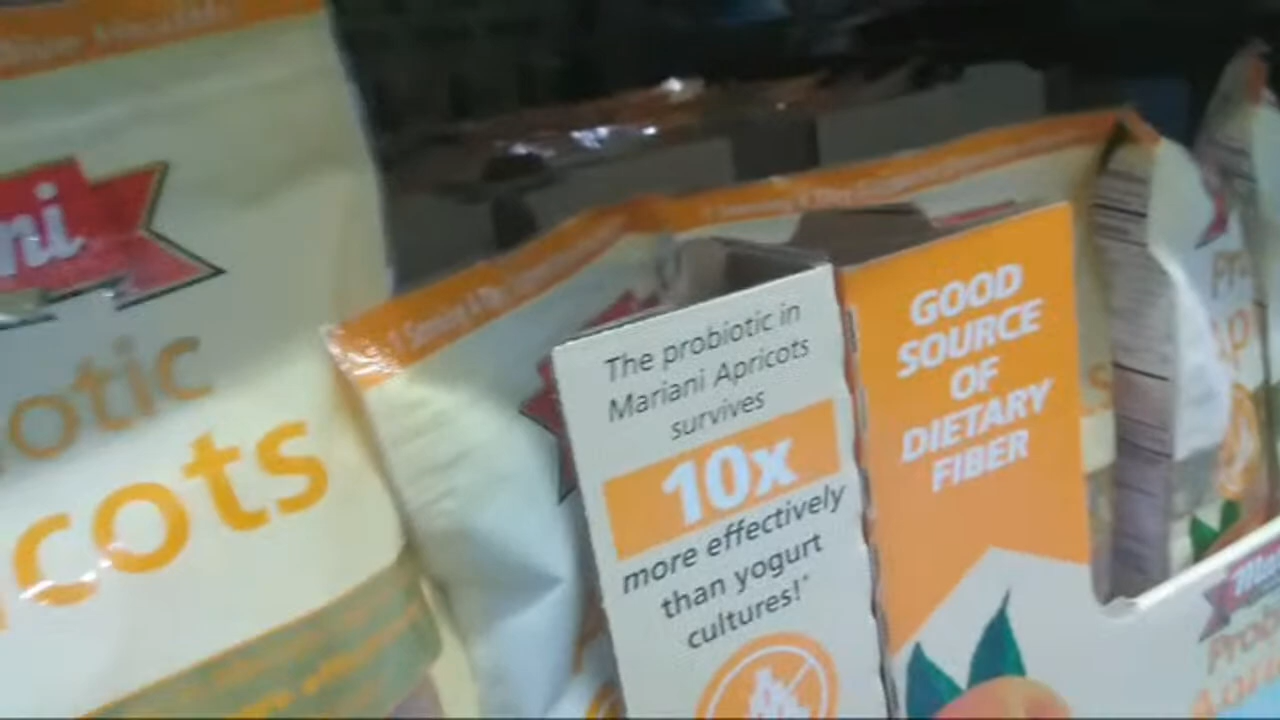 ni
otic
cots
The probiotic in
Mariani Apricots
survives
10x
more effectively
than yogurt
cultures!*
GOOD
SOURCE
OF
DIETARY
FIBER